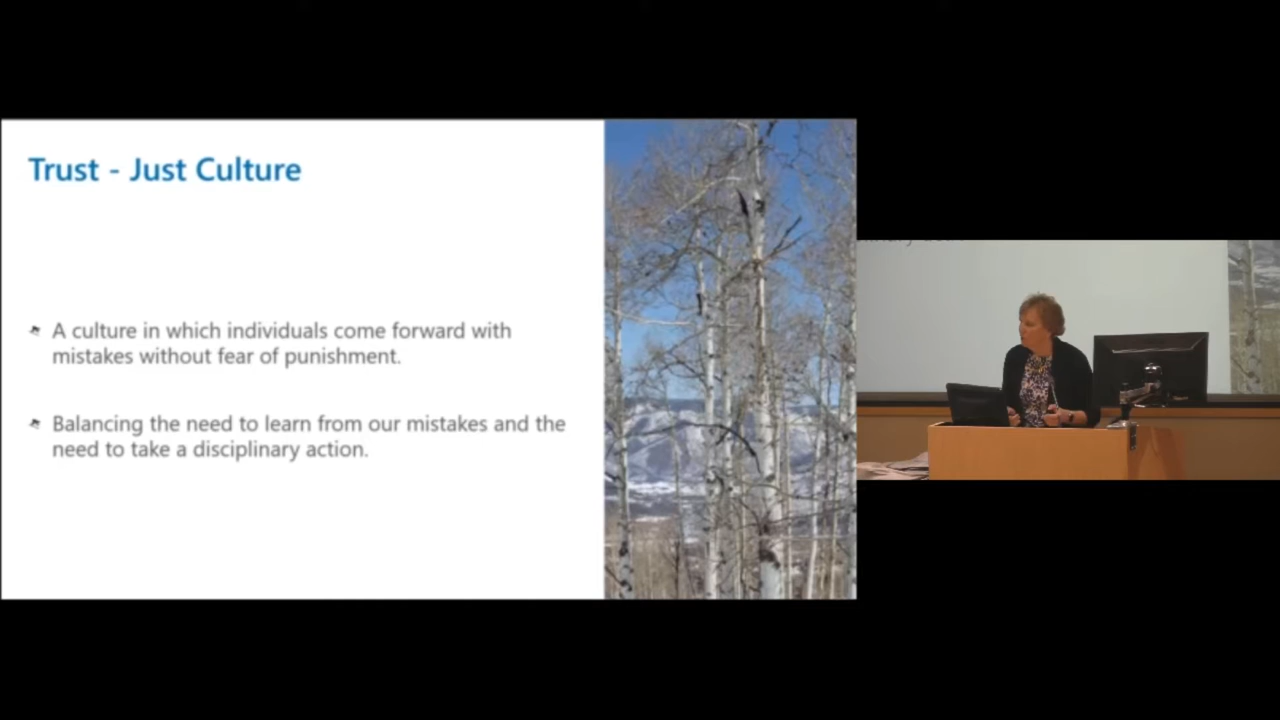 Trust - Just Culture
A culture in which individuals come forward with
mistakes without fear of punishment.
Balancing the need to learn from our mistakes and the
need to take a disciplinary action.